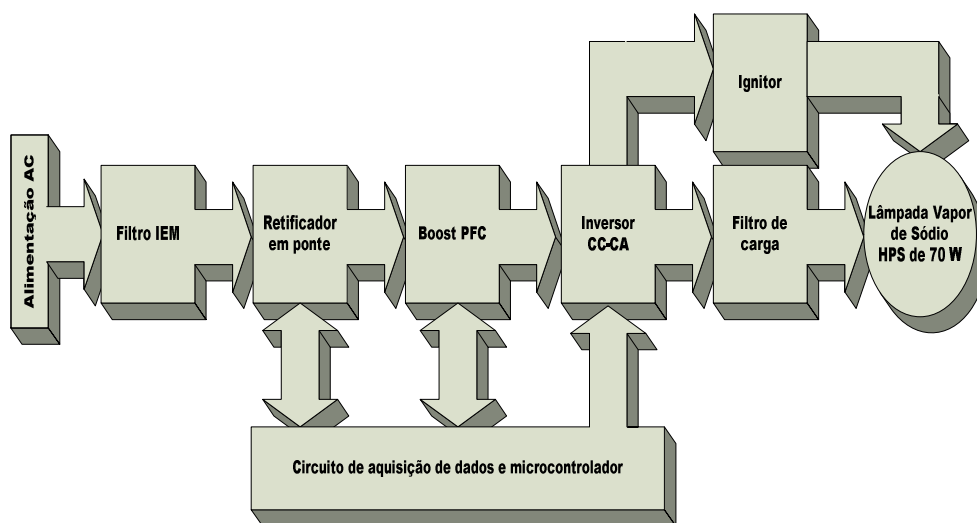 Alimentação AC
Filtro IEM
Retificador
em ponte
Boost PFC
Inversor
CC-CA
Ignitor
Filtro de
carga
Lâmpada Vapor
de Sódio
HPS de 70 W
Circuito de aquisição de dados e microcontrolador